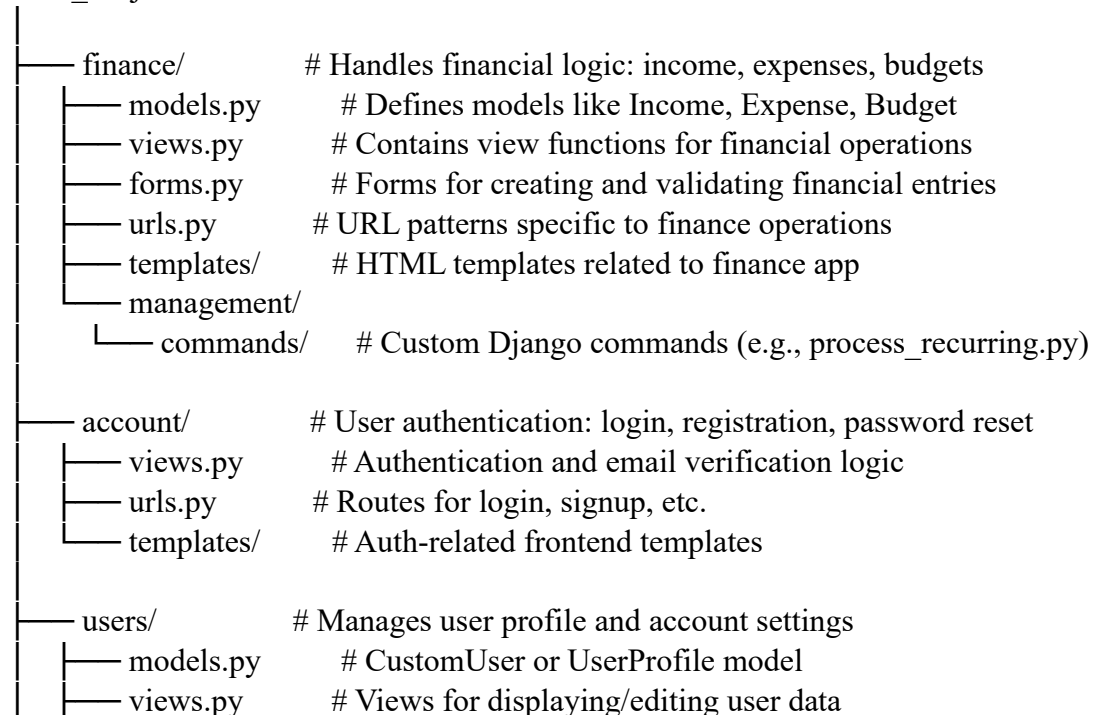 │
├── finance/ # Handles financial logic: income, expenses, budgets
│ ├── models.py # Defines models like Income, Expense, Budget
│ ├── views.py # Contains view functions for financial operations
│ ├── forms.py # Forms for creating and validating financial entries
│ ├── urls.py # URL patterns specific to finance operations
│ ├── templates/ # HTML templates related to finance app
│ └── management/
│ └── commands/ # Custom Django commands (e.g., process_recurring.py)
│
├── account/ # User authentication: login, registration, password reset
│ ├── views.py # Authentication and email verification logic
│ ├── urls.py # Routes for login, signup, etc.
│ └── templates/ # Auth-related frontend templates
│
├── users/ # Manages user profile and account settings
│ ├── models.py # CustomUser or UserProfile model
│ ├── views.py # Views for displaying/editing user data